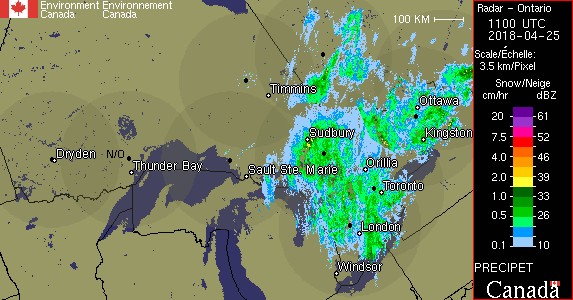 Environment Environnement
Canada Canada
100 KM
Timmins
Ottawa
Sudbury
Kingston
Dryden
N/O
Thunder Bay
Sault Ste. Marie
Orillia
Toronto
London
Windsor
Radar - Ontario
1100 UTC
2018-04-25
Scale/Échelle:
3.5 km/Pixel
Snow/Neige
cm/hr dBZ
20 61
7.5 52
4.0 46
2.0 39
1.0 33
0.5 26
0.1 10
PRECIPET
Canada